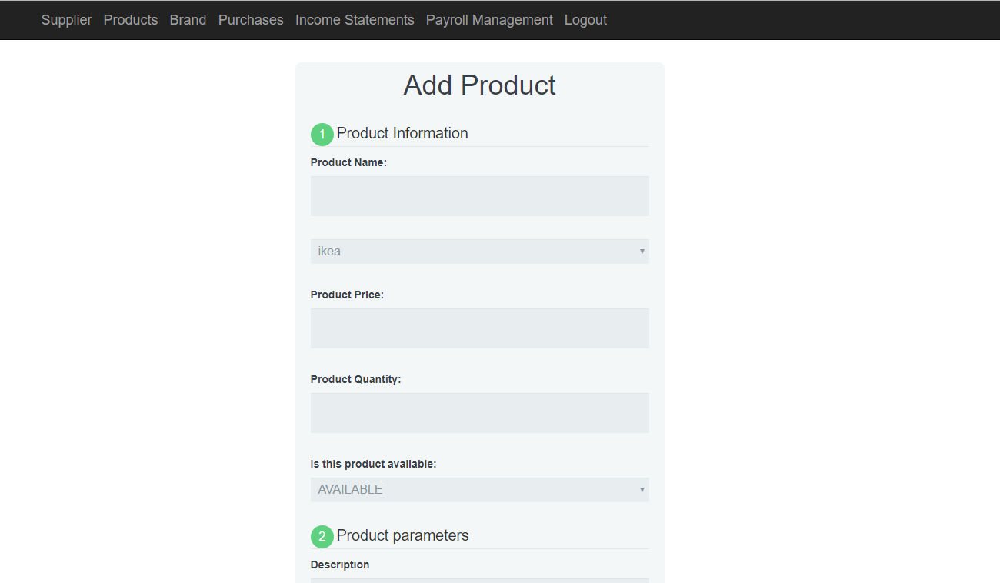 Supplier Products Brand Purchases Income Statements Payroll Management Logout
Add Product
1 Product Information
Product Name:
ikea
Product Price:
Product Quantity:
Is this product available:
AVAILABLE
2 Product parameters
Description